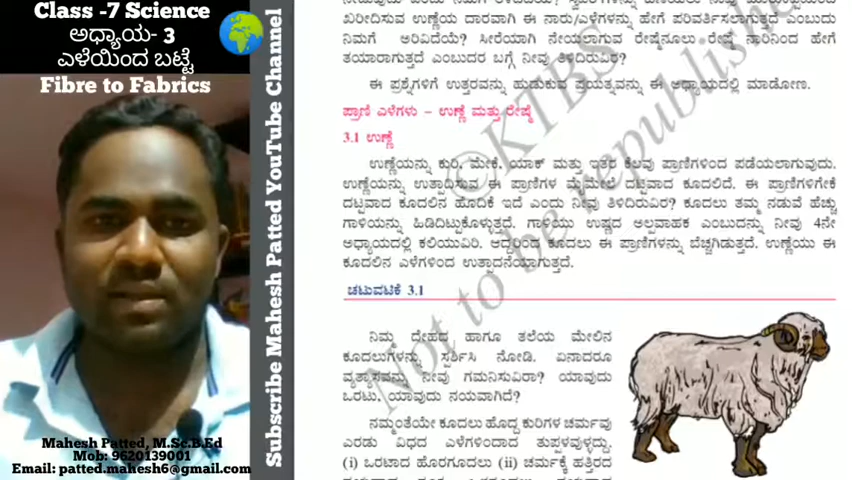 Class -7 Science
ಅಧ್ಯಾಯ- 3
ಎಳೆಯಿಂದ ಬಟ್ಟೆ
Fibre to Fabrics
Subscribe Mahesh Patted YouTube Channel
Mahesh Patted, M.Sc.B.Ed
Mob: 9620139001
Email: patted.mahesh6@gmail.com
ಖರೀದಿಸಿದ ಉಣ್ಣೆಯ ದಾರವಾಗಿ ಈ ನಾರು/ಎಳೆಗಳನ್ನು ಹೇಗೆ ಪರಿವರ್ತಿಸಲಾಗುತ್ತದೆ ಎಂಬುದು
ನಿಮಗೆ ಅರಿವಿದೆಯೆ? ಸೀರೆಯಾಗಿ ನೇಯಲಾಗುವ ರೇಷ್ಮೆನೂಲು ರೇಷ್ಮೆ ನಾರಿನಿಂದ ಹೇಗೆ
ತಯಾರಾಗುತ್ತದೆ ಎಂಬುದರ ಬಗ್ಗೆ ನೀವು ತಿಳಿದಿರುವಿರ?
ಈ ಪ್ರಶ್ನೆಗಳಿಗೆ ಉತ್ತರವನ್ನು ಹುಡುಕುವ ಪ್ರಯತ್ನವನ್ನು ಈ ಅಧ್ಯಾಯದಲ್ಲಿ ಮಾಡೋಣ.
ಪ್ರಾಣಿ ಎಳೆಗಳು – ಉಣ್ಣೆ ಮತ್ತು ರೇಷ್ಮೆ
3.1 ಉಣ್ಣೆ
ಉಣ್ಣೆಯನ್ನು ಕುರಿ, ಮೇಕೆ, ಯಾಕ್ ಮತ್ತು ಇತರ ಕೆಲವು ಪ್ರಾಣಿಗಳಿಂದ ಪಡೆಯಲಾಗುವುದು.
ಉಣ್ಣೆಯನ್ನು ಉತ್ಪಾದಿಸುವ ಈ ಪ್ರಾಣಿಗಳ ಮೈಮೇಲೆ ದಟ್ಟವಾದ ಕೂದಲಿದೆ. ಈ ಪ್ರಾಣಿಗಳಿಗೇಕೆ
ದಟ್ಟವಾದ ಕೂದಲಿನ ಹೊದಿಕೆ ಇದೆ ಎಂದು ನೀವು ತಿಳಿದಿರುವಿರ? ಕೂದಲು ತಮ್ಮ ನಡುವೆ ಹೆಚ್ಚು
ಗಾಳಿಯನ್ನು ಹಿಡಿದಿಟ್ಟುಕೊಳ್ಳುತ್ತದೆ. ಗಾಳಿಯು ಉಷ್ಣದ ಅಲ್ಪವಾಹಕ ಎಂಬುದನ್ನು ನೀವು 4ನೇ
ಅಧ್ಯಾಯದಲ್ಲಿ ಕಲಿಯುವಿರಿ. ಆದ್ದರಿಂದ ಕೂದಲು ಈ ಪ್ರಾಣಿಗಳನ್ನು ಬೆಚ್ಚಗಿಡುತ್ತದೆ. ಉಣ್ಣೆಯು ಈ
ಕೂದಲಿನ ಎಳೆಗಳಿಂದ ಉತ್ಪಾದನೆಯಾಗುತ್ತದೆ.
ಚಟುವಟಿಕೆ 3.1
ನಿಮ್ಮ ದೇಹದ ಹಾಗೂ ತಲೆಯ ಮೇಲಿನ
ಕೂದಲುಗಳನ್ನು ಸ್ಪರ್ಶಿಸಿ ನೋಡಿ. ಏನಾದರೂ
ವ್ಯತ್ಯಾಸವನ್ನು ನೀವು ಗಮನಿಸುವಿರಾ? ಯಾವುದು
ಒರಟು, ಯಾವುದು ನಯವಾಗಿದೆ?
ನಮ್ಮಂತೆಯೇ ಕೂದಲು ಹೊದ್ದ ಕುರಿಗಳ ಚರ್ಮವು
ಎರಡು ವಿಧದ ಎಳೆಗಳಿಂದಾದ ತುಪ್ಪಳವುಳ್ಳದ್ದು.
(i) ಒರಟಾದ ಹೊರಗೂದಲು (ii) ಚರ್ಮಕ್ಕೆ ಹತ್ತಿರದ
©KTBS
Not to be republished